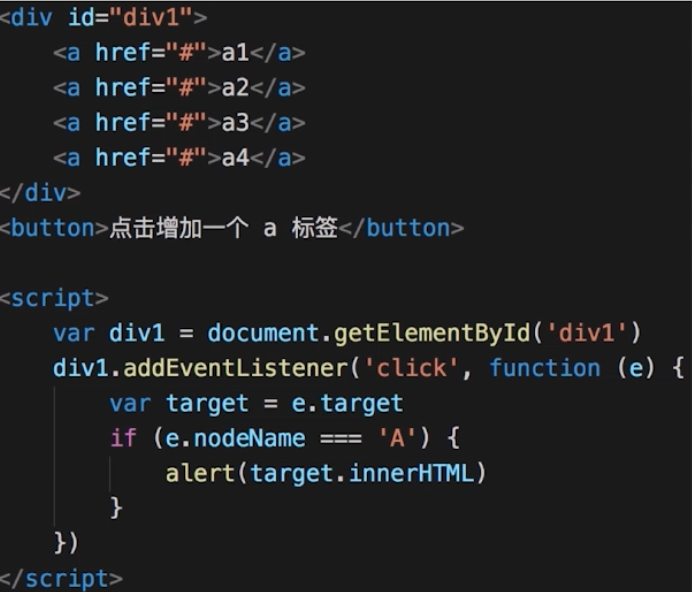 <div id="div1">
    <a href="#">a1</a>
    <a href="#">a2</a>
    <a href="#">a3</a>
    <a href="#">a4</a>
</div>
<button>点击增加一个 a 标签</button>

<script>
    var div1 = document.getElementById('div1')
    div1.addEventListener('click', function (e) {
        var target = e.target
        if (e.nodeName === 'A') {
            alert(target.innerHTML)
        }
    })
</script>